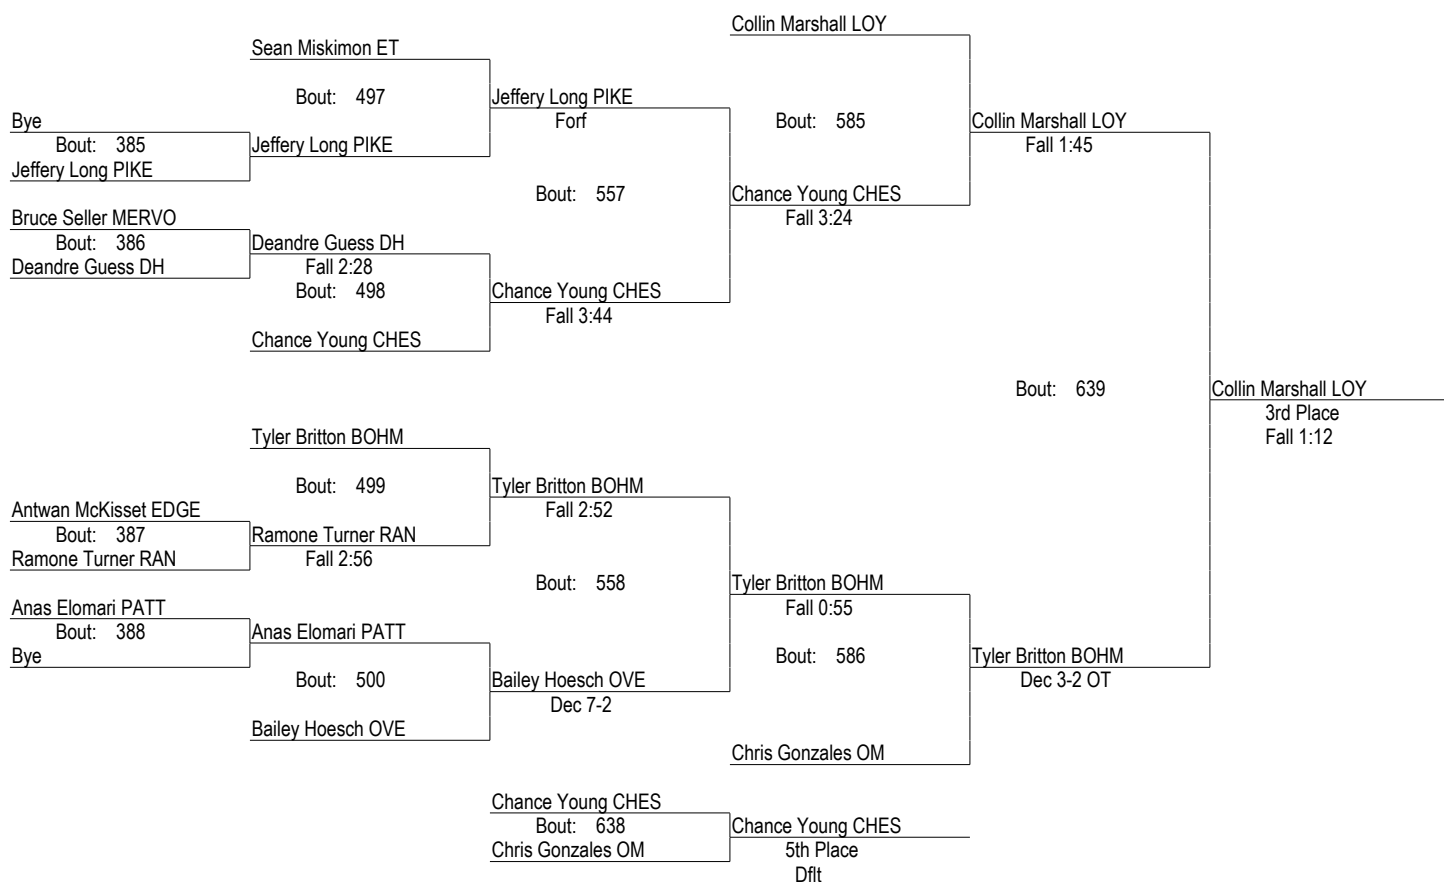 Collin Marshall LOY
Sean Miskimon ET
Bout: 497
Jeffery Long PIKE
Forf
Bye
Bout: 385
Jeffery Long PIKE
Jeffery Long PIKE
Bout: 585
Collin Marshall LOY
Fall 1:45
Bout: 557
Chance Young CHES
Fall 3:24
Bruce Seller MERVO
Bout: 386
Deandre Guess DH
Deandre Guess DH
Fall 2:28
Bout: 498
Chance Young CHES
Fall 3:44
Chance Young CHES
Bout: 639
Collin Marshall LOY
3rd Place
Fall 1:12
Tyler Britton BOHM
Bout: 499
Tyler Britton BOHM
Fall 2:52
Antwan McKisset EDGE
Bout: 387
Ramone Turner RAN
Ramone Turner RAN
Fall 2:56
Bout: 558
Tyler Britton BOHM
Fall 0:55
Anas Elomari PATT
Bout: 388
Bye
Anas Elomari PATT
Bout: 500
Bailey Hoesch OVE
Dec 7-2
Bailey Hoesch OVE
Bout: 586
Tyler Britton BOHM
Dec 3-2 OT
Chris Gonzales OM
Chance Young CHES
Bout: 638
Chris Gonzales OM
Chance Young CHES
5th Place
Dflt